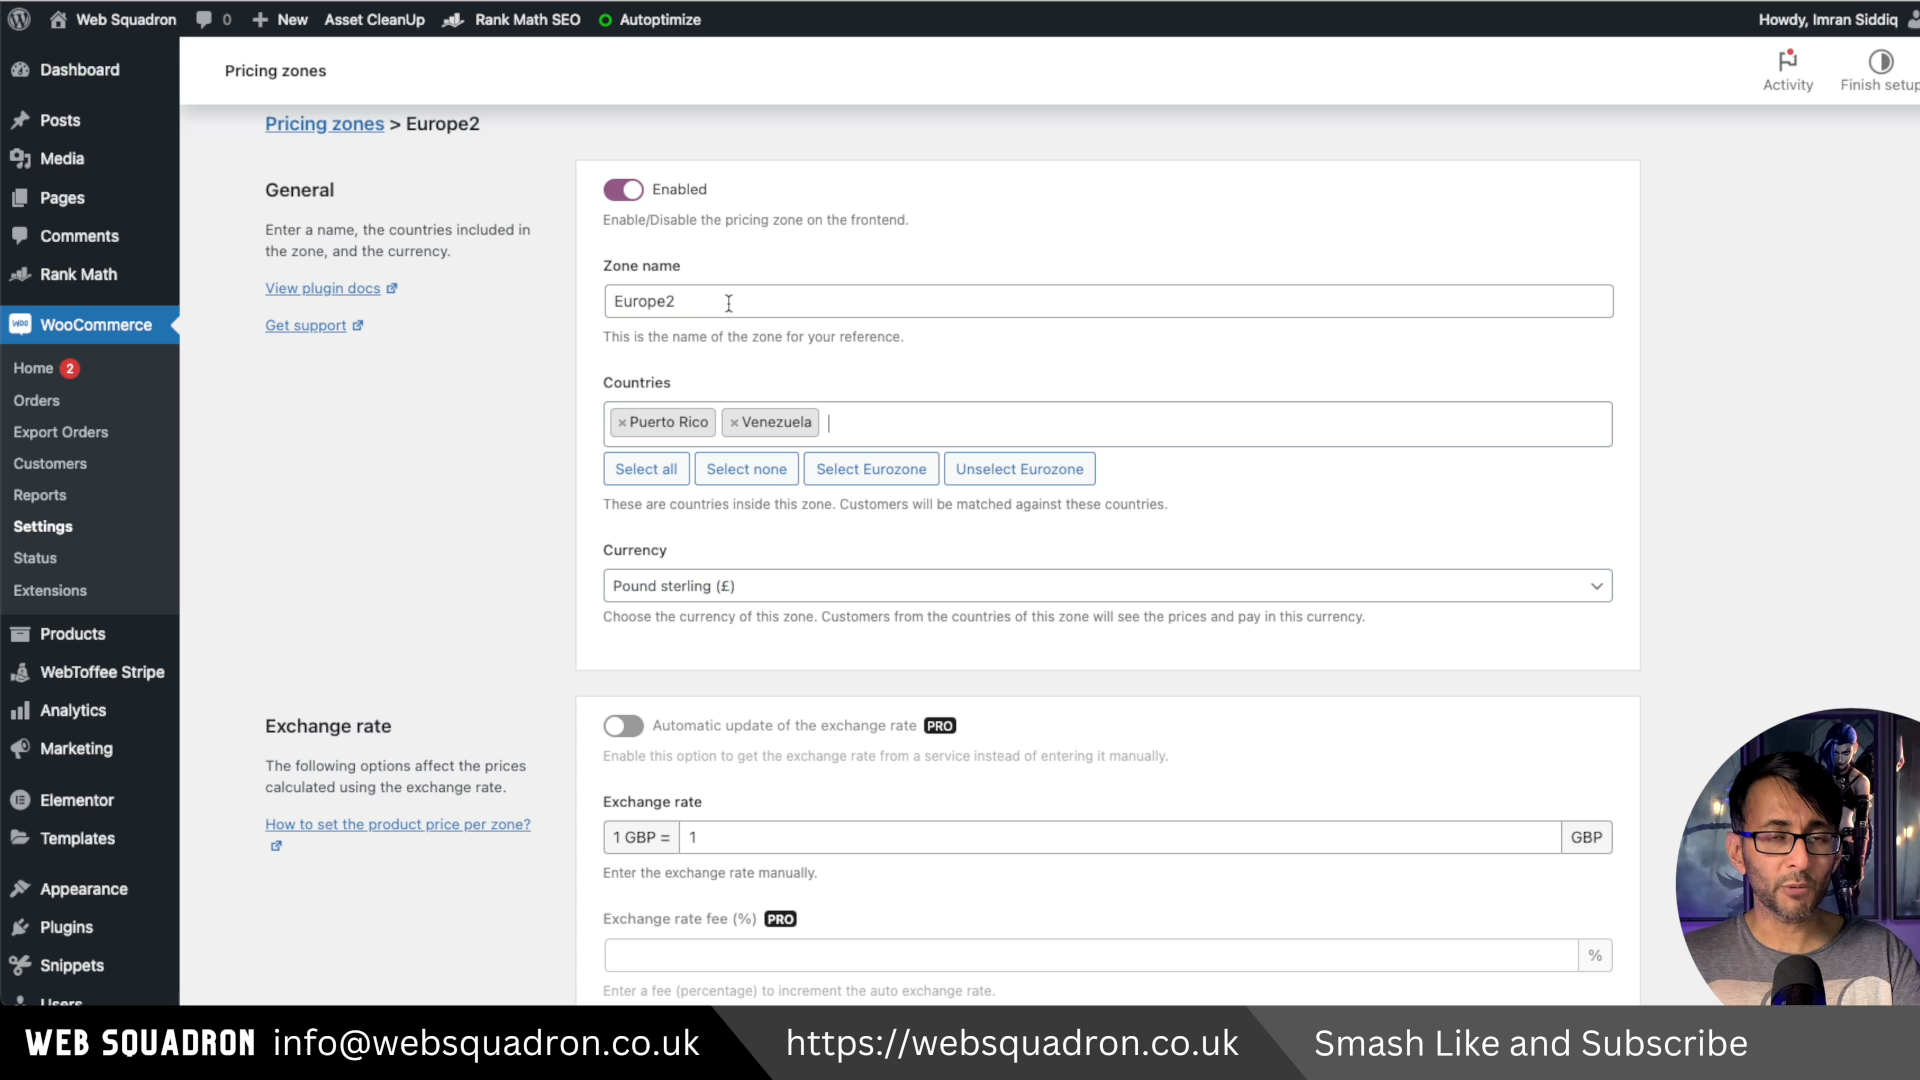 Web Squadron
0
New
Asset CleanUp
Rank Math SEO
Autoptimize
Howdy, Imran Siddiq
Dashboard
Posts
Media
Pages
Comments
Rank Math
WooCommerce
Home 2
Orders
Export Orders
Customers
Reports
Settings
Status
Extensions
Products
WebToffee Stripe
Analytics
Marketing
Elementor
Templates
Appearance
Plugins
Snippets
Users
Pricing zones
Activity
Finish setup
Pricing zones > Europe2
General
Enter a name, the countries included in
the zone, and the currency.
View plugin docs
Get support
Enabled
Enable/Disable the pricing zone on the frontend.
Zone name
Europe2
This is the name of the zone for your reference.
Countries
× Puerto Rico × Venezuela
Select all
Select none
Select Eurozone
Unselect Eurozone
These are countries inside this zone. Customers will be matched against these countries.
Currency
Pound sterling (£)
Choose the currency of this zone. Customers from the countries of this zone will see the prices and pay in this currency.
Exchange rate
The following options affect the prices
calculated using the exchange rate.
How to set the product price per zone?
Automatic update of the exchange rate PRO
Enable this option to get the exchange rate from a service instead of entering it manually.
Exchange rate
1 GBP = 1 GBP
Enter the exchange rate manually.
Exchange rate fee (%) PRO
%
Enter a fee (percentage) to increment the auto exchange rate.
WEB SQUADRON info@websquadron.co.uk
https://websquadron.co.uk
Smash Like and Subscribe